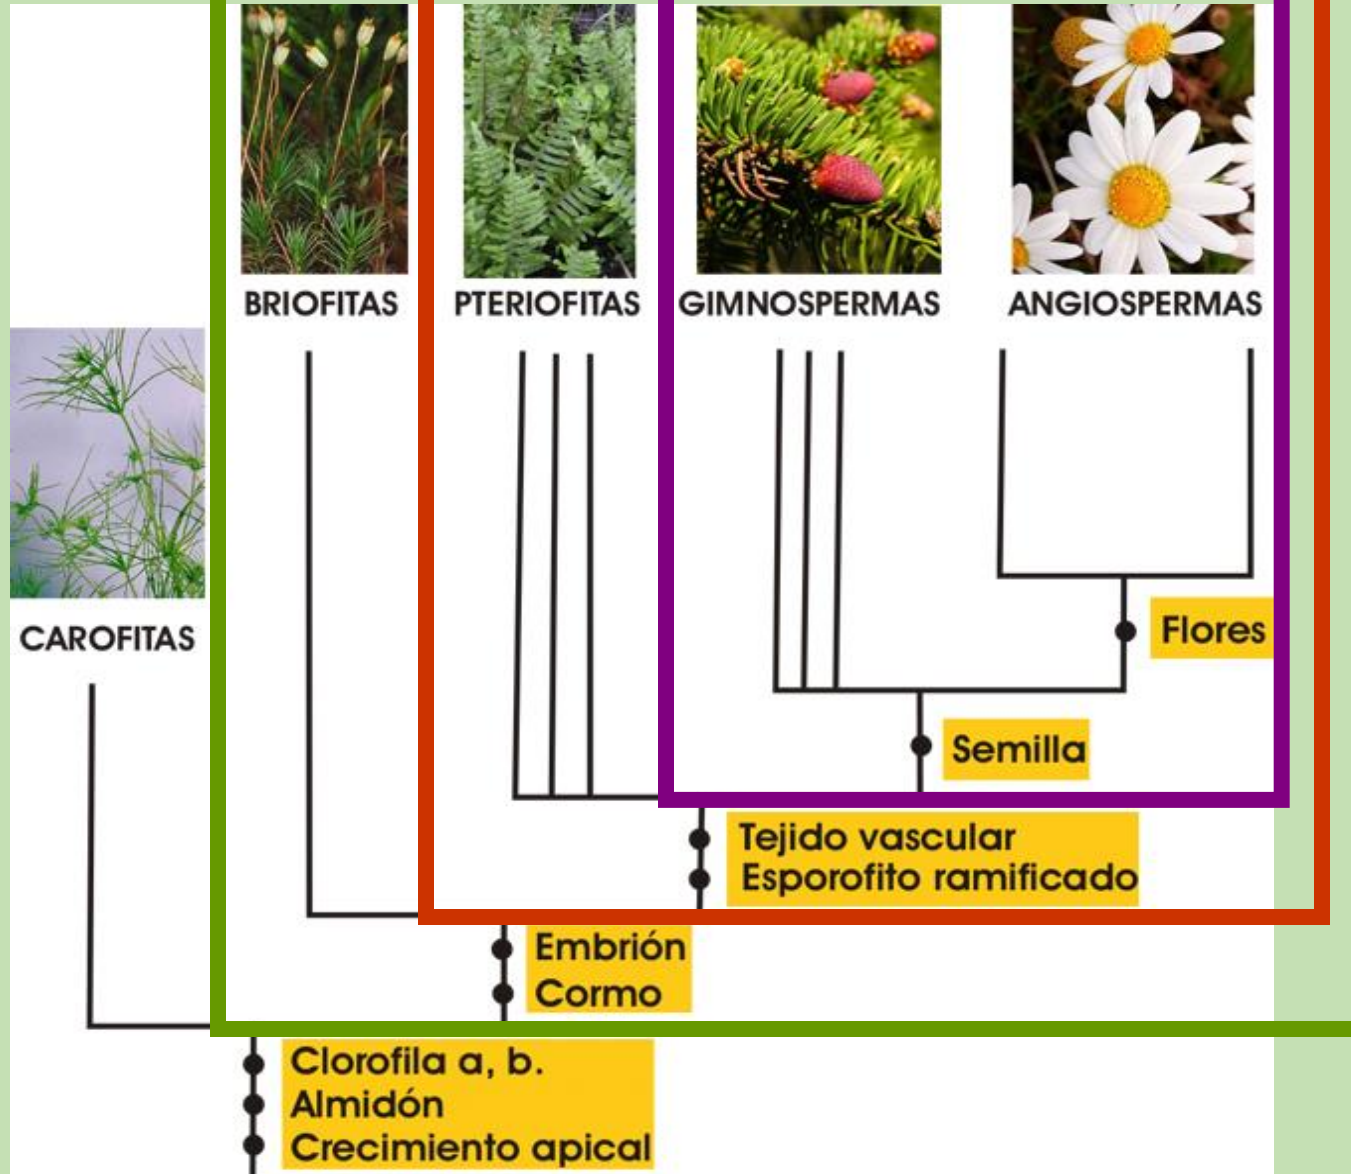 BRIOFITAS
PTERIOFITAS
GIMNOSPERMAS
ANGIOSPERMAS
CAROFITAS
Flores
Semilla
Tejido vascular
Esporofito ramificado
Embrión
Cormo
Clorofila a, b.
Almidón
Crecimiento apical